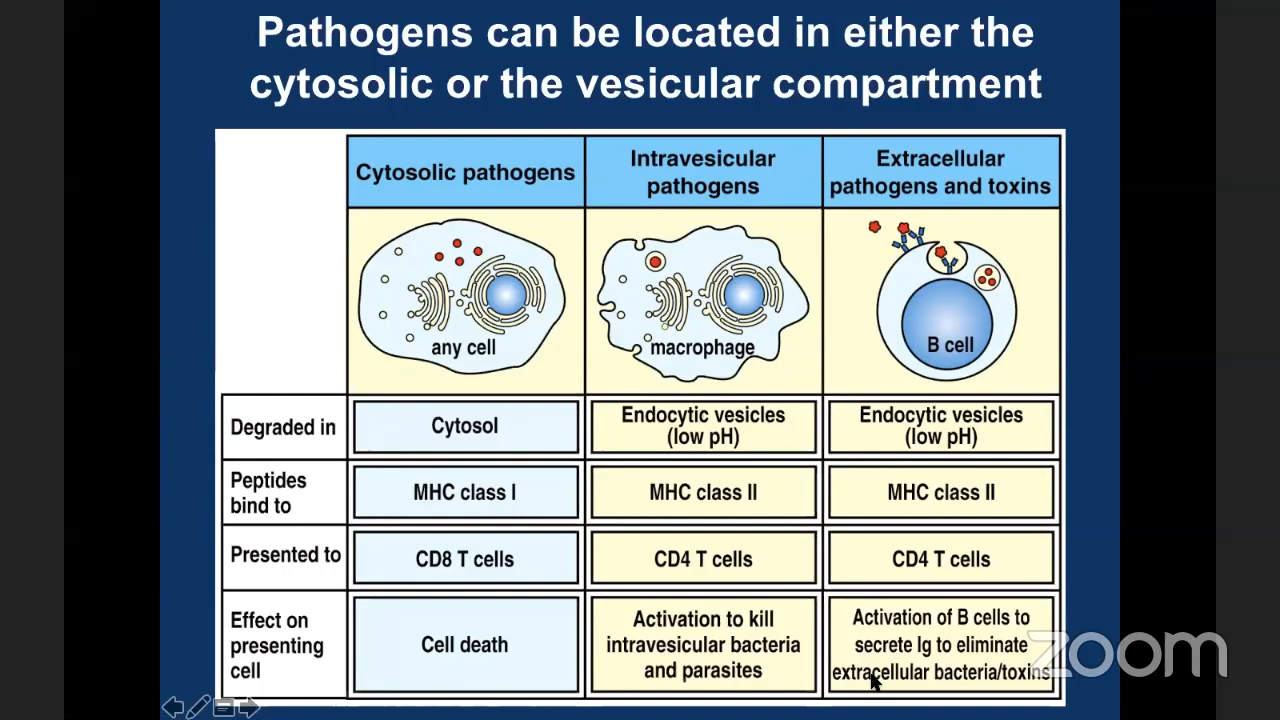 Pathogens can be located in either the
cytosolic or the vesicular compartment
Cytosolic pathogens
Intravesicular
pathogens
Extracellular
pathogens and toxins
any cell
macrophage
B cell
Degraded in
Cytosol
Endocytic vesicles
(low pH)
Endocytic vesicles
(low pH)
Peptides
bind to
MHC class I
MHC class II
MHC class II
Presented to
CD8 T cells
CD4 T cells
CD4 T cells
Effect on
presenting
cell
Cell death
Activation to kill
intravesicular bacteria
and parasites
Activation of B cells to
secrete Ig to eliminate
extracellular bacteria/toxins
zoom